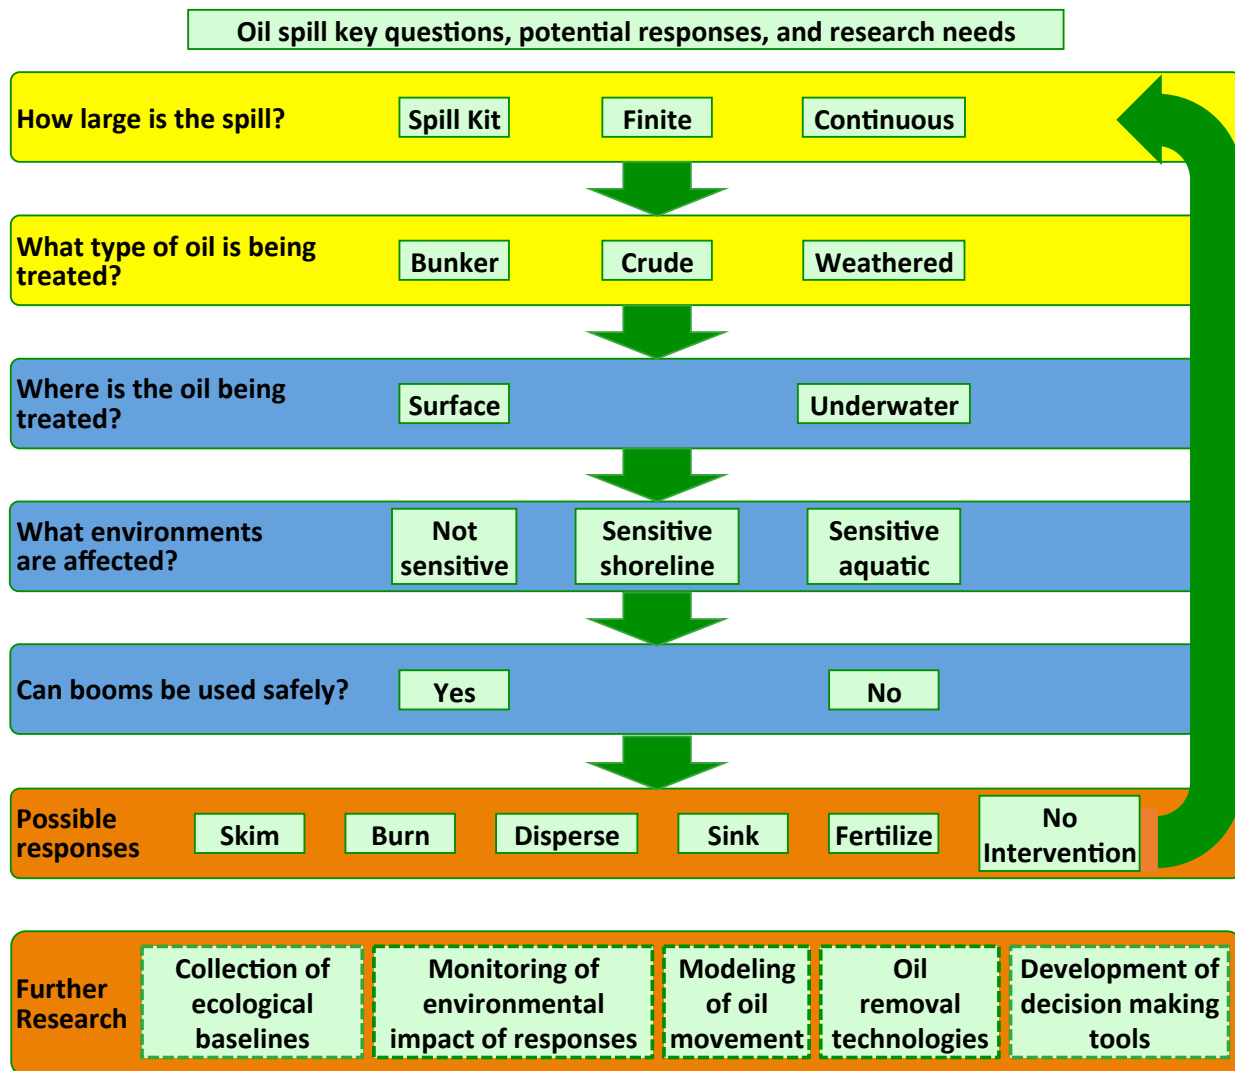 Oil spill key questions, potential responses, and research needs
How large is the spill?
Spill Kit
Finite
Continuous
What type of oil is being
treated?
Bunker
Crude
Weathered
Where is the oil being
treated?
Surface
Underwater
What environments
are affected?
Not
sensitive
Sensitive
shoreline
Sensitive
aquatic
Can booms be used safely?
Yes
No
Possible
responses
Skim
Burn
Disperse
Sink
Fertilize
No
Intervention
Further
Research
Collection of
ecological
baselines
Monitoring of
environmental
impact of responses
Modeling
of oil
movement
Oil
removal
technologies
Development of
decision making
tools